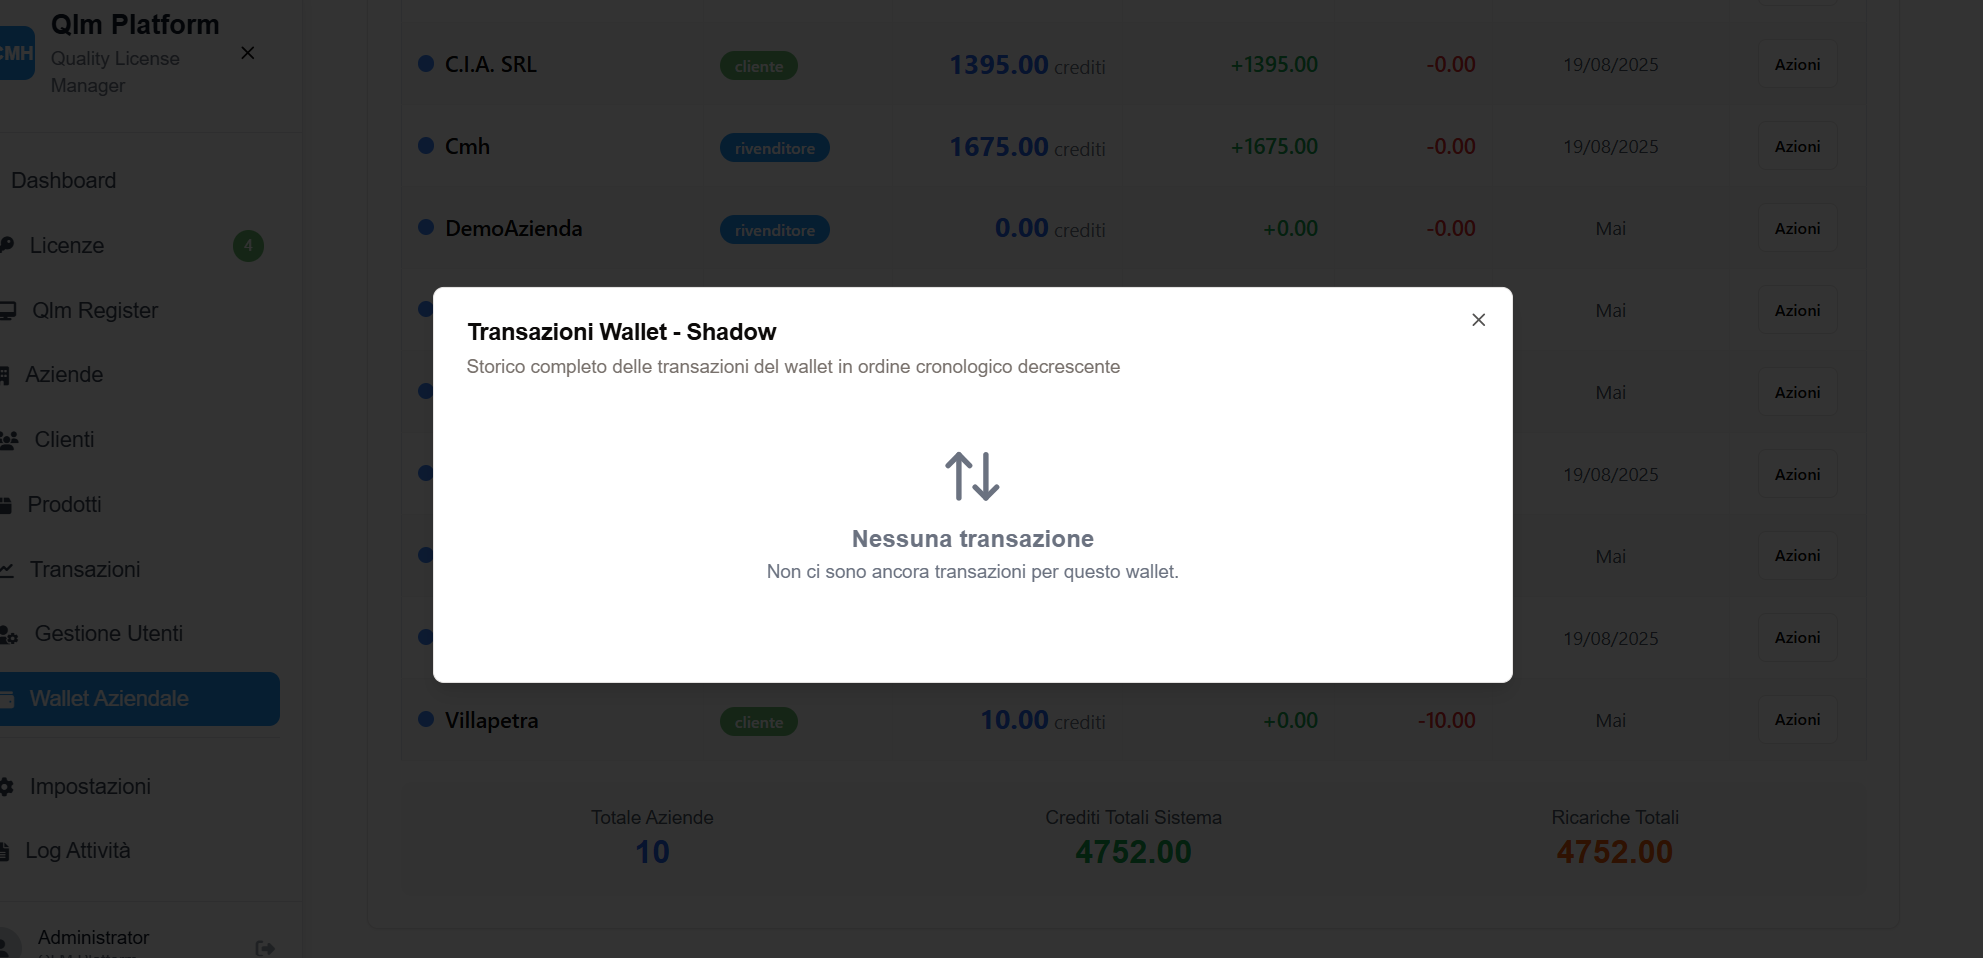 CMH
Qlm Platform
Quality License
Manager
Dashboard
Licenze 4
Qlm Register
Aziende
Clienti
Prodotti
Transazioni
Gestione Utenti
Wallet Aziendale
Impostazioni
Log Attività
Administrator
C.I.A. SRL cliente 1395.00 crediti +1395.00 -0.00 19/08/2025 Azioni
Cmh rivenditore 1675.00 crediti +1675.00 -0.00 19/08/2025 Azioni
DemoAzienda rivenditore 0.00 crediti +0.00 -0.00 Mai Azioni
Mai Azioni
Mai Azioni
19/08/2025 Azioni
Mai Azioni
19/08/2025 Azioni
Transazioni Wallet - Shadow
Storico completo delle transazioni del wallet in ordine cronologico decrescente
Nessuna transazione
Non ci sono ancora transazioni per questo wallet.
Villapetra cliente 10.00 crediti +0.00 -10.00 Mai Azioni
Totale Aziende Crediti Totali Sistema Ricariche Totali
10 4752.00 4752.00